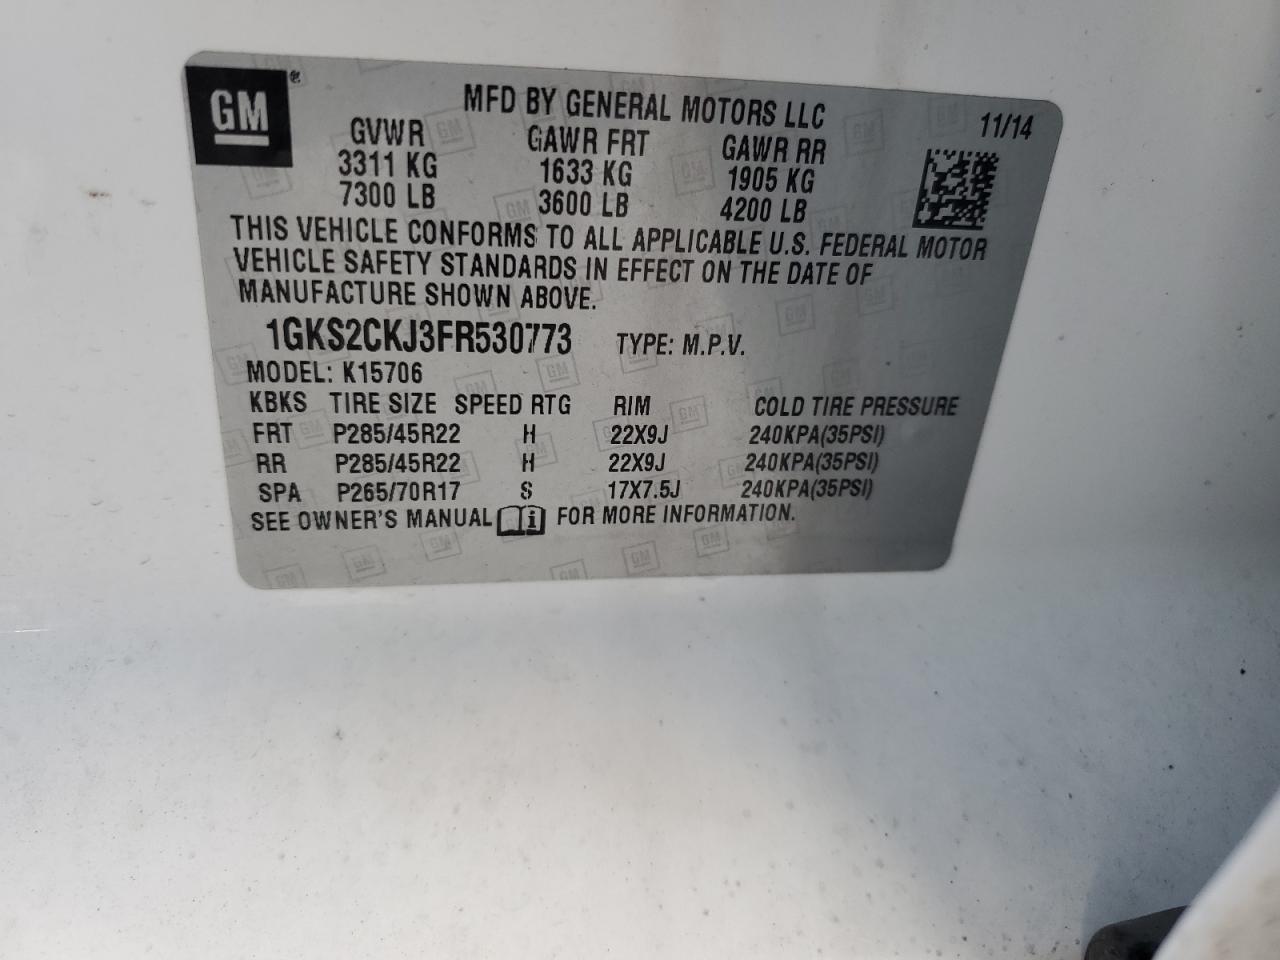 GM ®
MFD BY GENERAL MOTORS LLC 11/14
GVWR GAWR FRT GAWR RR
3311 KG 1633 KG 1905 KG
7300 LB 3600 LB 4200 LB
THIS VEHICLE CONFORMS TO ALL APPLICABLE U.S. FEDERAL MOTOR
VEHICLE SAFETY STANDARDS IN EFFECT ON THE DATE OF
MANUFACTURE SHOWN ABOVE.
1GKS2CKJ3FR530773 TYPE: M.P.V.
MODEL: K15706
KBKS TIRE SIZE SPEED RTG RIM COLD TIRE PRESSURE
FRT P285/45R22 H 22X9J 240KPA(35PSI)
RR P285/45R22 H 22X9J 240KPA(35PSI)
SPA P265/70R17 S 17X7.5J 240KPA(35PSI)
SEE OWNER'S MANUAL i FOR MORE INFORMATION.